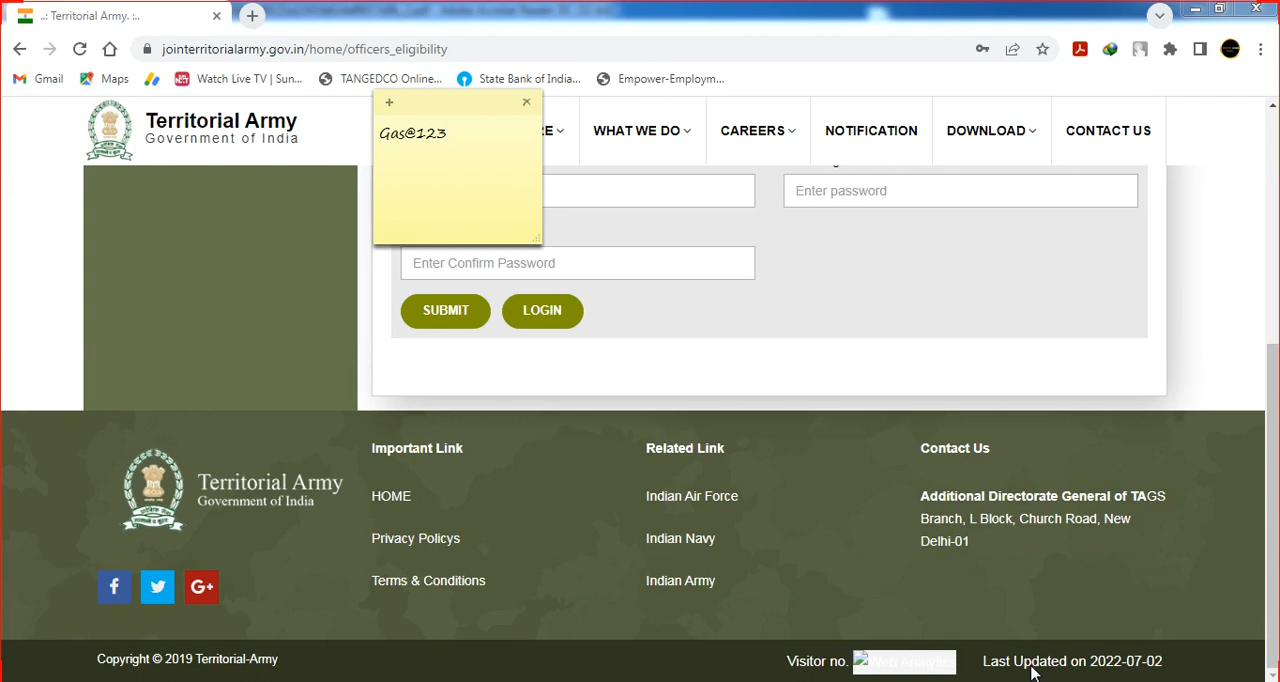 ..: Territorial Army. :..
jointerritorialarmy.gov.in/home/officers_eligibility
Gmail
Maps
Watch Live TV | Sun...
TANGEDCO Online...
State Bank of India...
Empower-Employm...
Territorial Army
Government of India
RE
WHAT WE DO
CAREERS
NOTIFICATION
DOWNLOAD
CONTACT US
+
Gas@123
Enter password
Enter Confirm Password
SUBMIT
LOGIN
Territorial Army
Government of India
Important Link
HOME
Privacy Policys
Terms & Conditions
Related Link
Indian Air Force
Indian Navy
Indian Army
Contact Us
Additional Directorate General of TAGS
Branch, L Block, Church Road, New
Delhi-01
f
G+
Copyright © 2019 Territorial-Army
Visitor no. Web Analytics
Last Updated on 2022-07-02